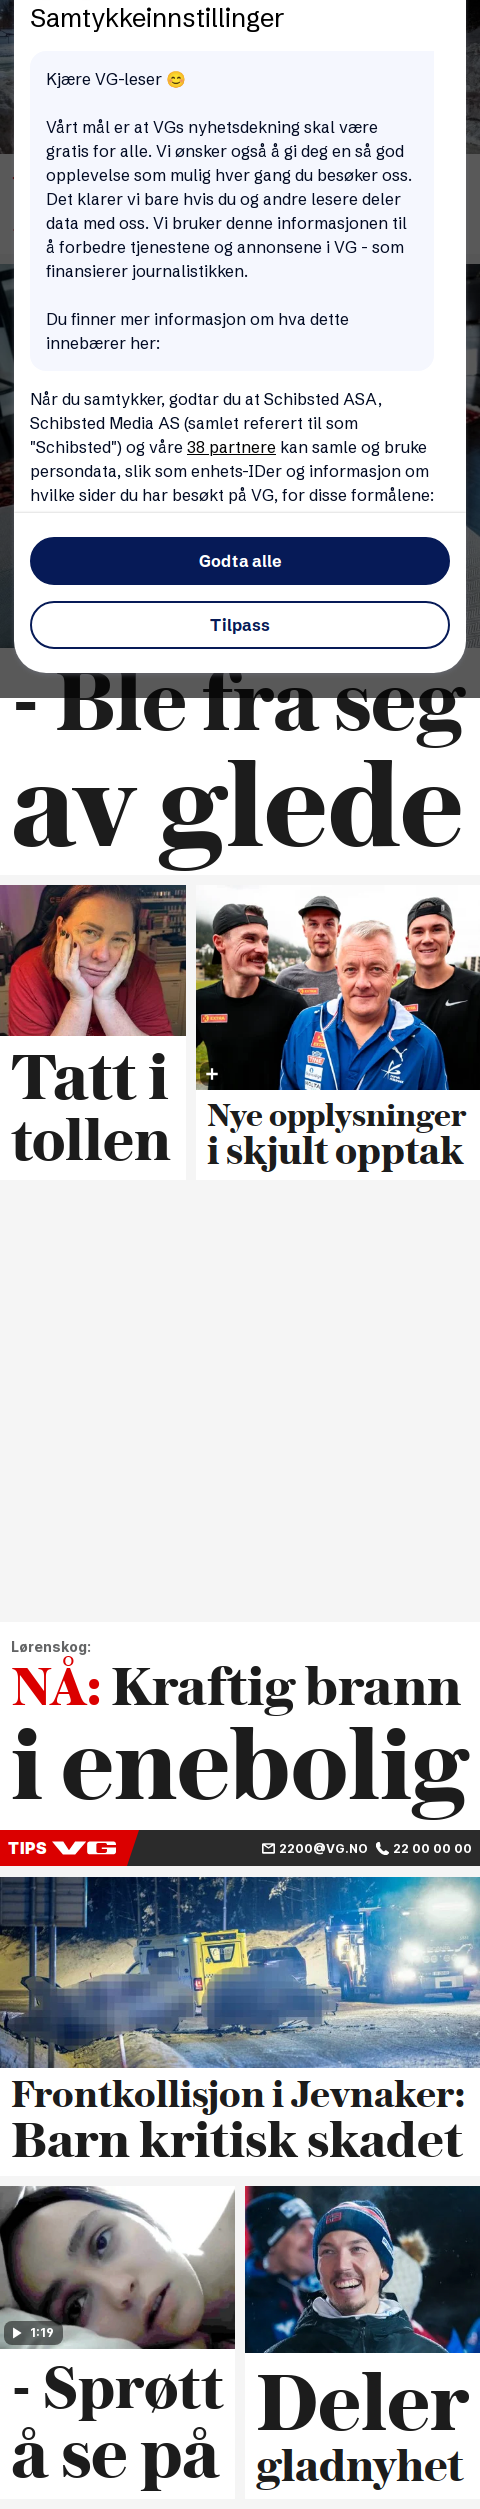 Samtykkeinnstillinger
Kjære VG-leser 😊
Vårt mål er at VGs nyhetsdekning skal være
gratis for alle. Vi ønsker også å gi deg en så god
opplevelse som mulig hver gang du besøker oss.
Det klarer vi bare hvis du og andre lesere deler
data med oss. Vi bruker denne informasjonen til
å forbedre tjenestene og annonsene i VG - som
finansierer journalistikken.
Du finner mer informasjon om hva dette
innebærer her:
Når du samtykker, godtar du at Schibsted ASA,
Schibsted Media AS (samlet referert til som
"Schibsted") og våre 38 partnere kan samle og bruke
persondata, slik som enhets-IDer og informasjon om
hvilke sider du har besøkt på VG, for disse formålene:
Godta alle
Tilpass
- Ble fra seg
av glede
Tatt i
tollen
Nye opplysninger
i skjult opptak
Lørenskog:
NÅ: Kraftig brann
i enebolig
TIPS VG 2200@VG.NO 22 00 00 00
Frontkollisjon i Jevnaker:
Barn kritisk skadet
1:19
- Sprøtt
å se på
Deler
gladnyhet